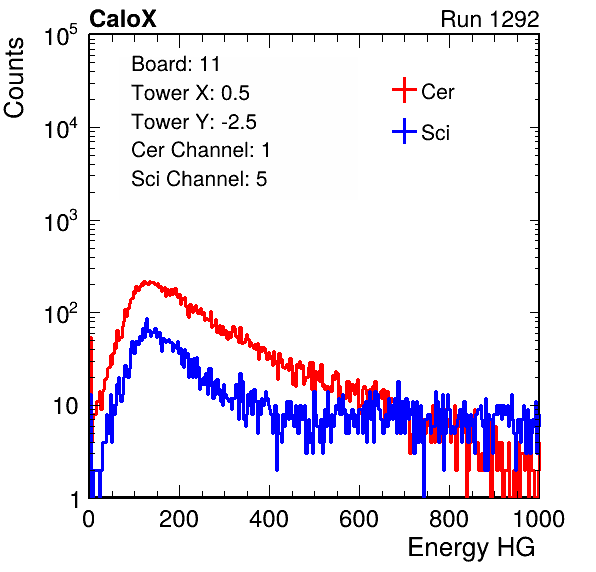 CaloX Run 1292
Counts
10^5
10^4
10^3
10^2
10
1
Board: 11
Tower X: 0.5
Tower Y: -2.5
Cer Channel: 1
Sci Channel: 5
Cer
Sci
0 200 400 600 800 1000
Energy HG